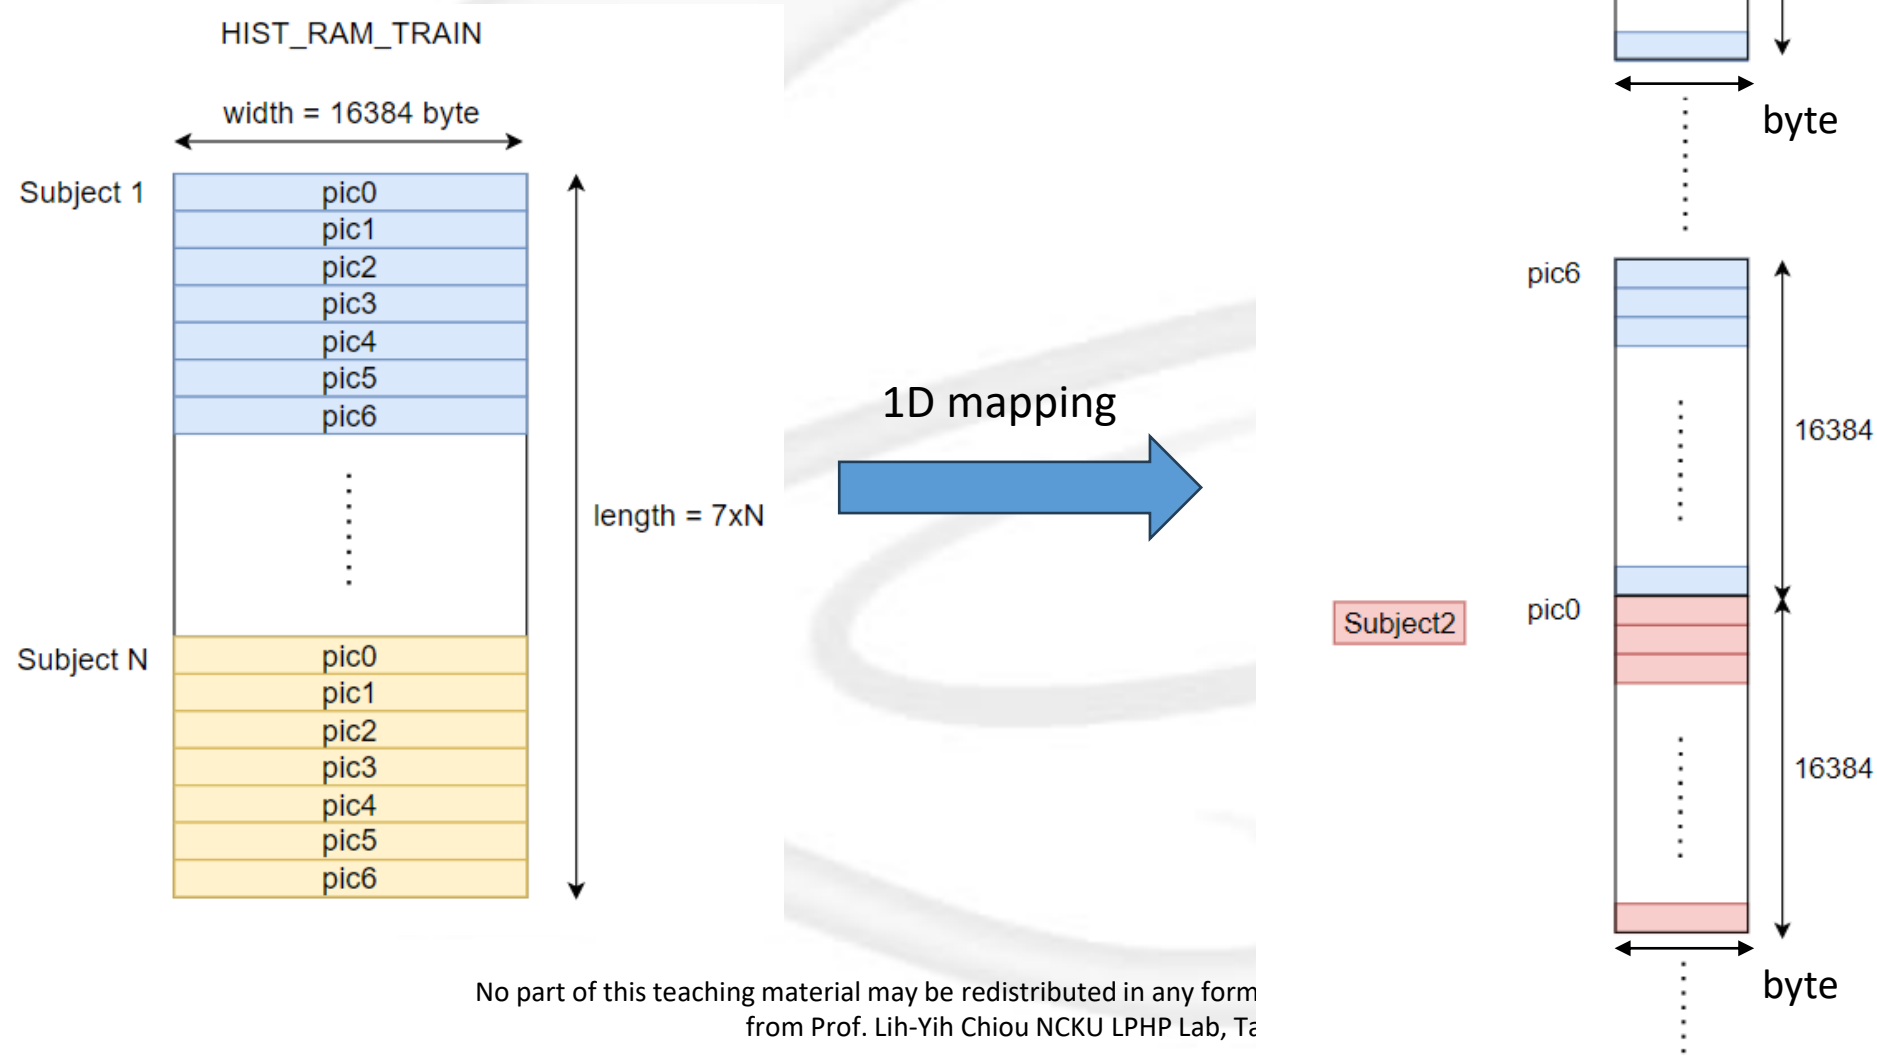 HIST_RAM_TRAIN
width = 16384 byte
Subject 1
pic0
pic1
pic2
pic3
pic4
pic5
pic6
length = 7xN
Subject N
pic0
pic1
pic2
pic3
pic4
pic5
pic6
1D mapping
byte
pic6
16384
Subject2
pic0
16384
byte
No part of this teaching material may be redistributed in any form
from Prof. Lih-Yih Chiou NCKU LPHP Lab,